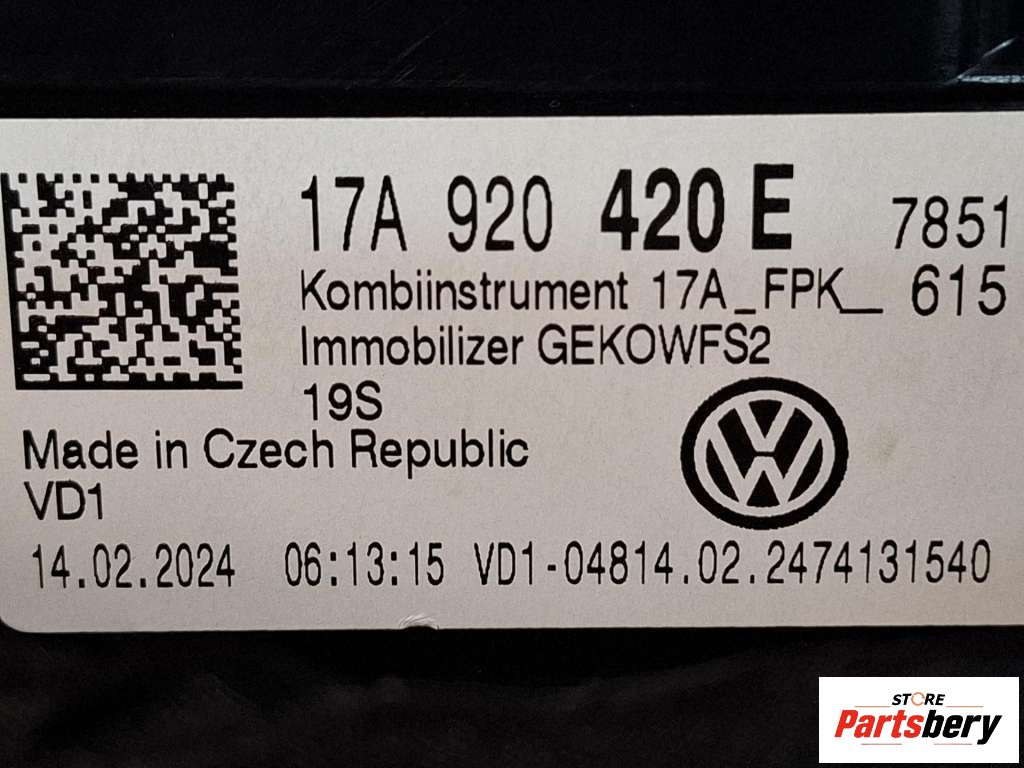 17A 920 420 E 7851
Kombiinstrument 17A_FPK_ 615
Immobilizer GEKOWFS2
19S
Made in Czech Republic
VD1
14.02.2024 06:13:15 VD1-04814.02.2474131540
STORE
Partsbery